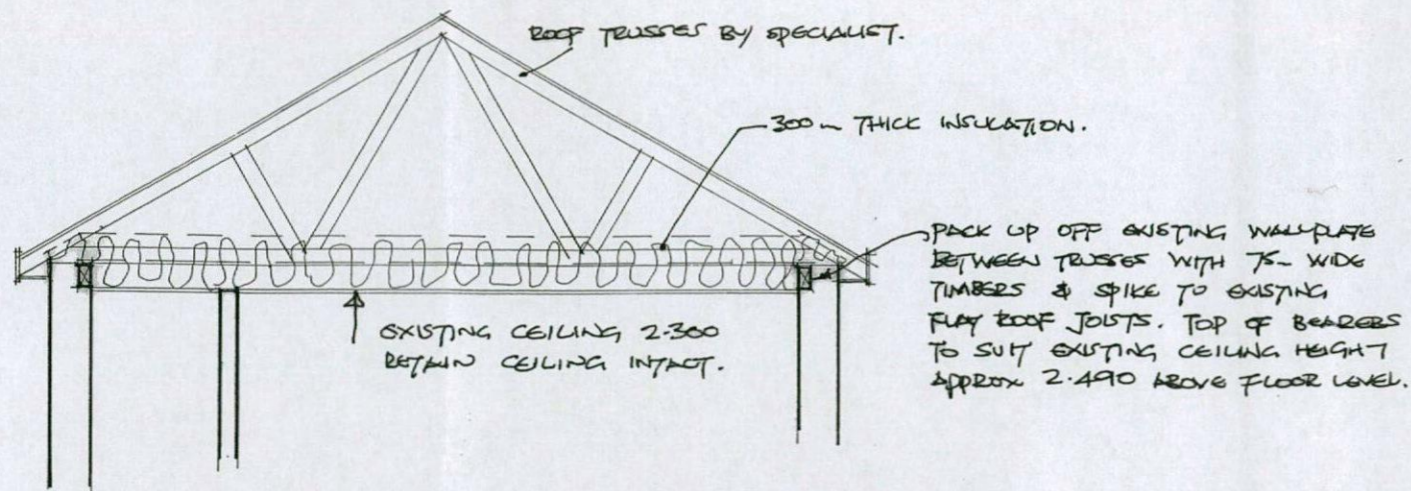 ROOF TRUSSES BY SPECIALIST.
300m THICK INSULATION.
PACK UP OFF EXISTING WALLPLATE
BETWEEN TRUSSES WITH 75m WIDE
TIMBERS & SPIKE TO EXISTING
FLAT ROOF JOISTS. TOP OF BEARERS
TO SUIT EXISTING CEILING HEIGHT
APPROX 2.490 ABOVE FLOOR LEVEL.
EXISTING CEILING 2.300
RETAIN CEILING INTACT.